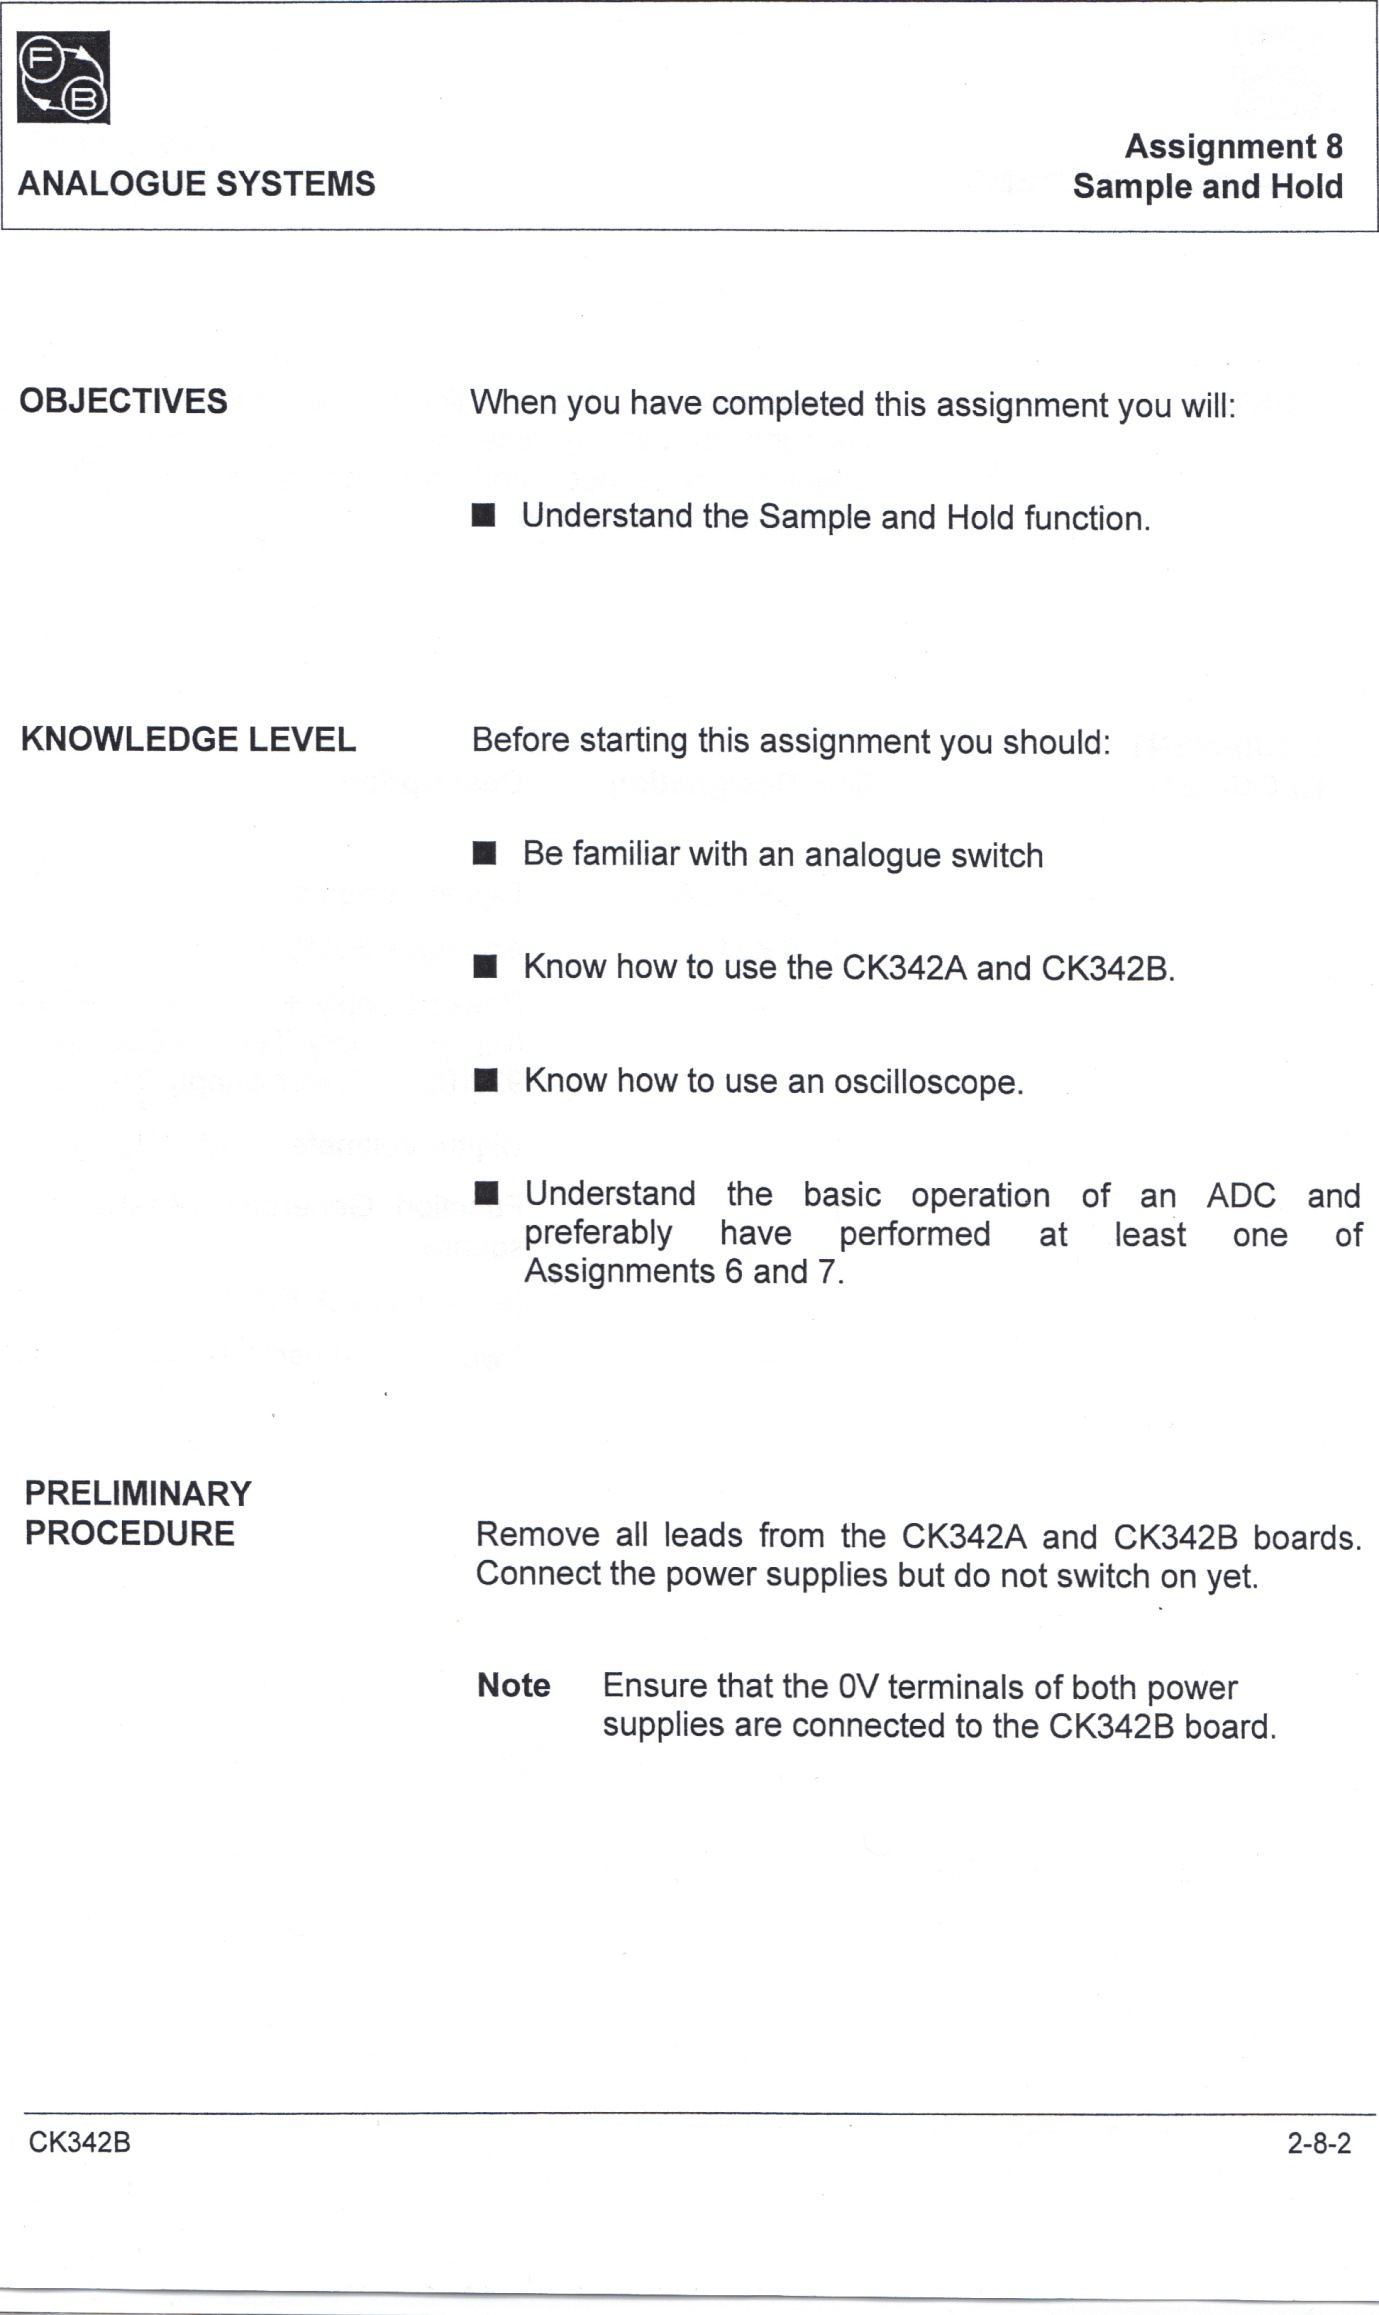 F
B
ANALOGUE SYSTEMS
Assignment 8
Sample and Hold
OBJECTIVES
When you have completed this assignment you will:
■ Understand the Sample and Hold function.
KNOWLEDGE LEVEL
Before starting this assignment you should:
■ Be familiar with an analogue switch
■ Know how to use the CK342A and CK342B.
■ Know how to use an oscilloscope.
■ Understand the basic operation of an ADC and
preferably have performed at least one of
Assignments 6 and 7.
PRELIMINARY
PROCEDURE
Remove all leads from the CK342A and CK342B boards.
Connect the power supplies but do not switch on yet.
Note Ensure that the 0V terminals of both power
supplies are connected to the CK342B board.
CK342B
2-8-2